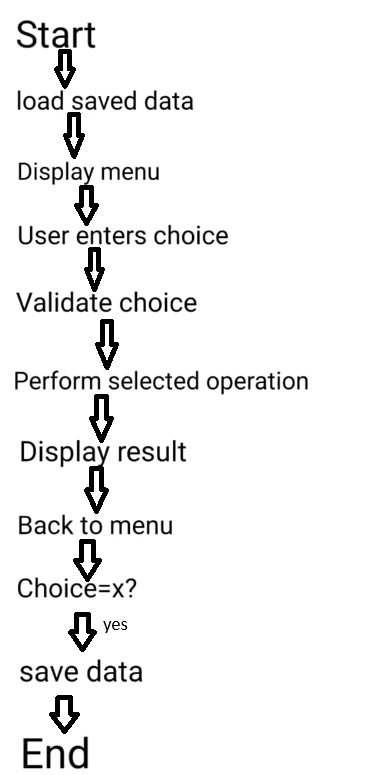 Start
load saved data
Display menu
User enters choice
Validate choice
Perform selected operation
Display result
Back to menu
Choice=x?
yes
save data
End